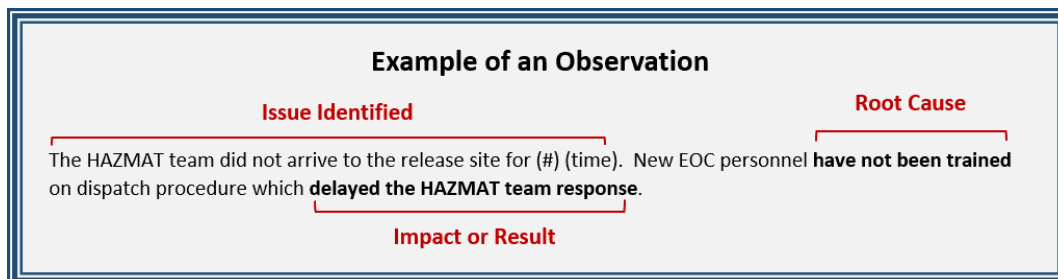 Example of an Observation
Root Cause
Issue Identified
The HAZMAT team did not arrive to the release site for (#) (time).  New EOC personnel have not been trained
on dispatch procedure which delayed the HAZMAT team response.
Impact or Result